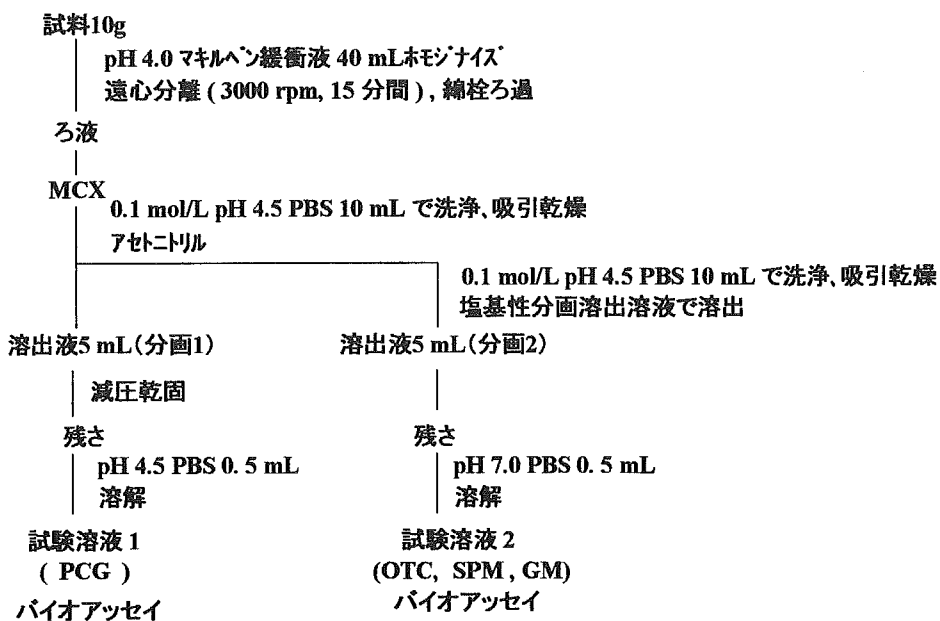 試料10g
pH 4.0 ﾏｷﾙﾍﾞﾝ緩衝液 40 mLﾎﾓｼﾞﾅｲｽﾞ
遠心分離 ( 3000 rpm, 15 分間 ) , 綿栓ろ過
ろ液
MCX
0.1 mol/L pH 4.5 PBS 10 mL で洗浄、吸引乾燥
ｱｾﾄﾆﾄﾘﾙ
0.1 mol/L pH 4.5 PBS 10 mL で洗浄、吸引乾燥
塩基性分画溶出溶液で溶出
溶出液5 mL(分画1)
溶出液5 mL(分画2)
減圧乾固
残さ
残さ
pH 4.5 PBS 0. 5 mL
溶解
pH 7.0 PBS 0. 5 mL
溶解
試験溶液 1
( PCG )
バイオアッセイ
試験溶液 2
(OTC, SPM , GM)
バイオアッセイ